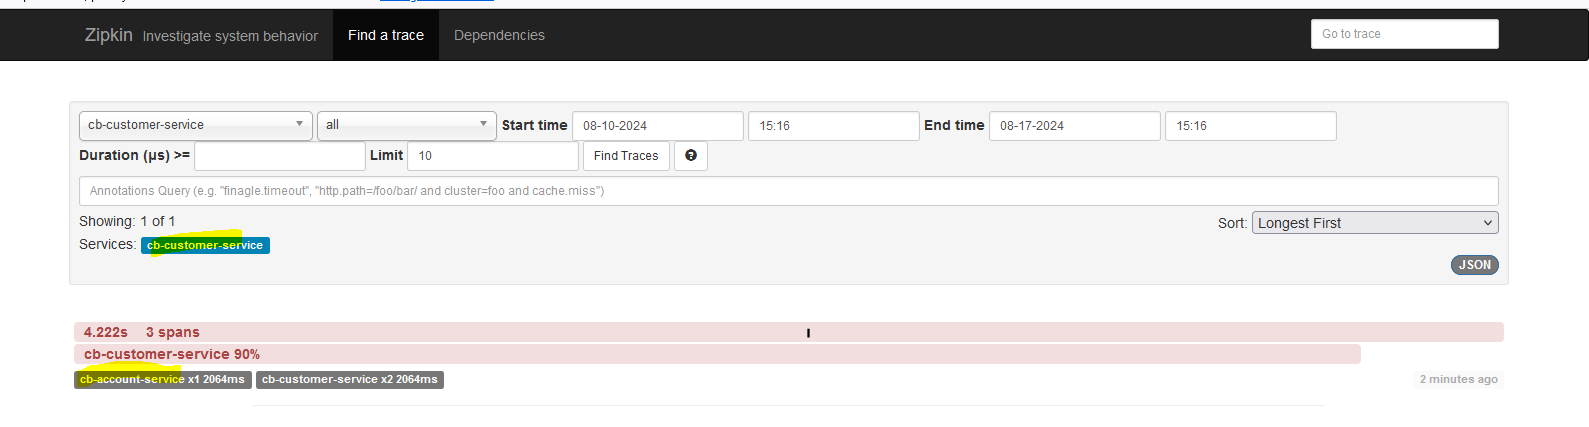 Zipkin Investigate system behavior Find a trace Dependencies Go to trace
cb-customer-service all Start time 08-10-2024 15:16 End time 08-17-2024 15:16
Duration (μs) >= Limit 10 Find Traces ?
Annotations Query (e.g. "finagle.timeout", "http.path=/foo/bar/ and cluster=foo and cache.miss")
Showing: 1 of 1
Sort: Longest First
Services: cb-customer-service
JSON
4.222s 3 spans
cb-customer-service 90%
cb-account-service x1 2064ms cb-customer-service x2 2064ms 2 minutes ago